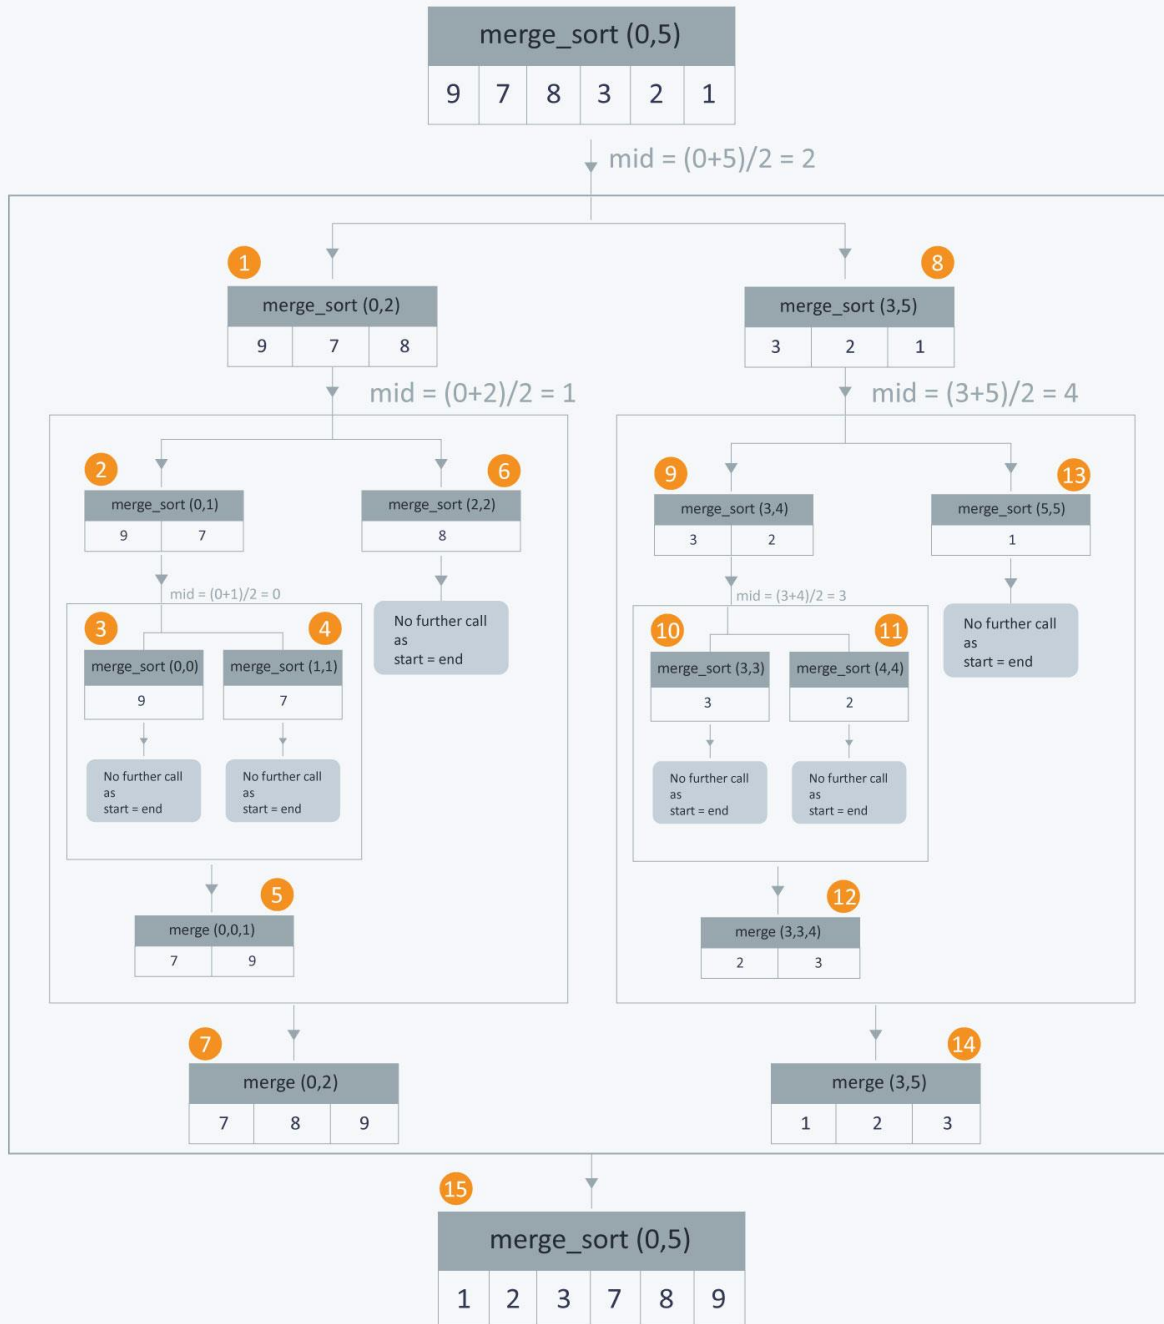 merge_sort (0,5)
9 7 8 3 2 1
mid = (0+5)/2 = 2
1
merge_sort (0,2)
9 7 8
mid = (0+2)/2 = 1
2
merge_sort (0,1)
9 7
mid = (0+1)/2 = 0
3
merge_sort (0,0)
9
No further call
as
start = end
4
merge_sort (1,1)
7
No further call
as
start = end
5
merge (0,0,1)
7 9
6
merge_sort (2,2)
8
No further call
as
start = end
7
merge (0,2)
7 8 9
8
merge_sort (3,5)
3 2 1
mid = (3+5)/2 = 4
9
merge_sort (3,4)
3 2
mid = (3+4)/2 = 3
10
merge_sort (3,3)
3
No further call
as
start = end
11
merge_sort (4,4)
2
No further call
as
start = end
12
merge (3,3,4)
2 3
13
merge_sort (5,5)
1
No further call
as
start = end
14
merge (3,5)
1 2 3
15
merge_sort (0,5)
1 2 3 7 8 9